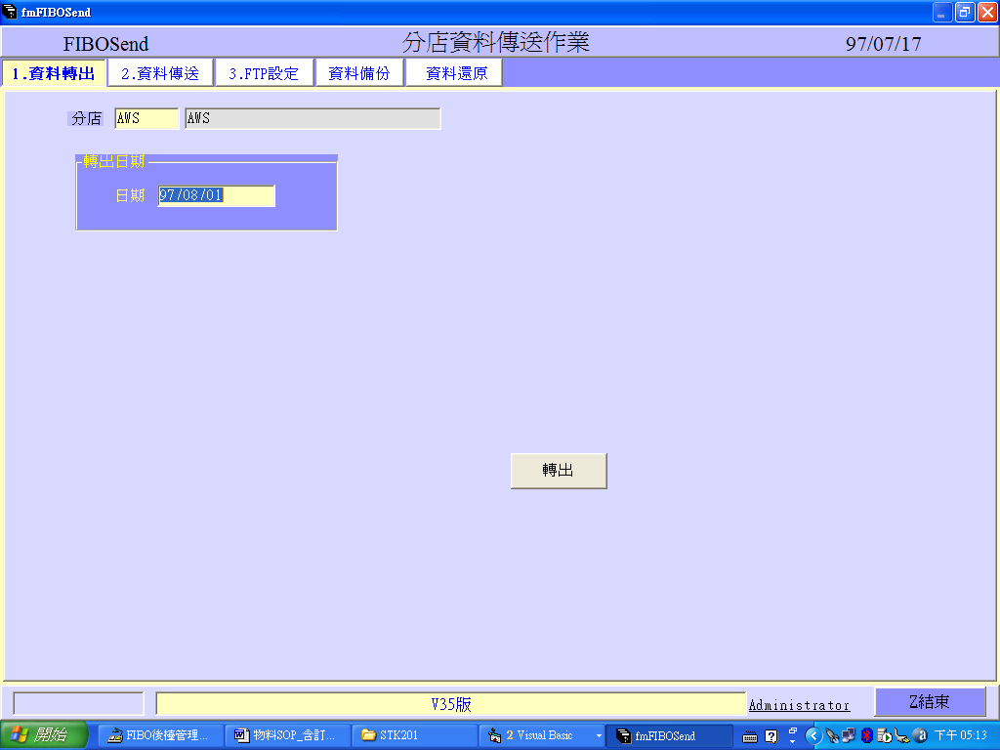 fmFIBOSend
FIBOSend 分店資料傳送作業 97/07/17
1.資料轉出 2.資料傳送 3.FTP設定 資料備份 資料還原
分店 AWS AWS
轉出日期
日期 97/08/01
轉出
V35版 Administrator Z結束
開始 FIBO後檯管理... 物料SOP_含訂... STK201 2 Visual Basic fmFIBOSend 下午 05:13